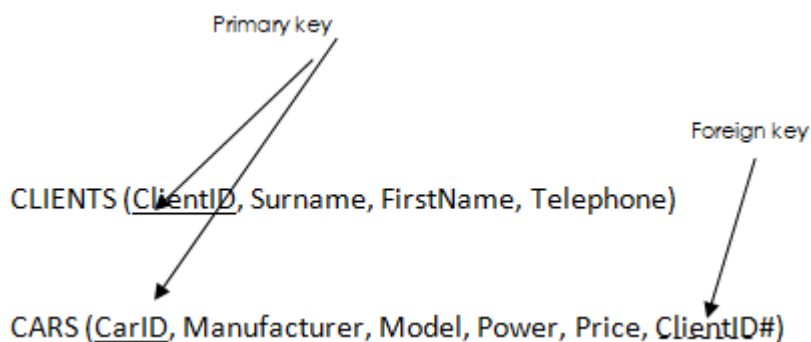 Primary key
Foreign key
CLIENTS (ClientID, Surname, FirstName, Telephone)
CARS (CarID, Manufacturer, Model, Power, Price, ClientID#)